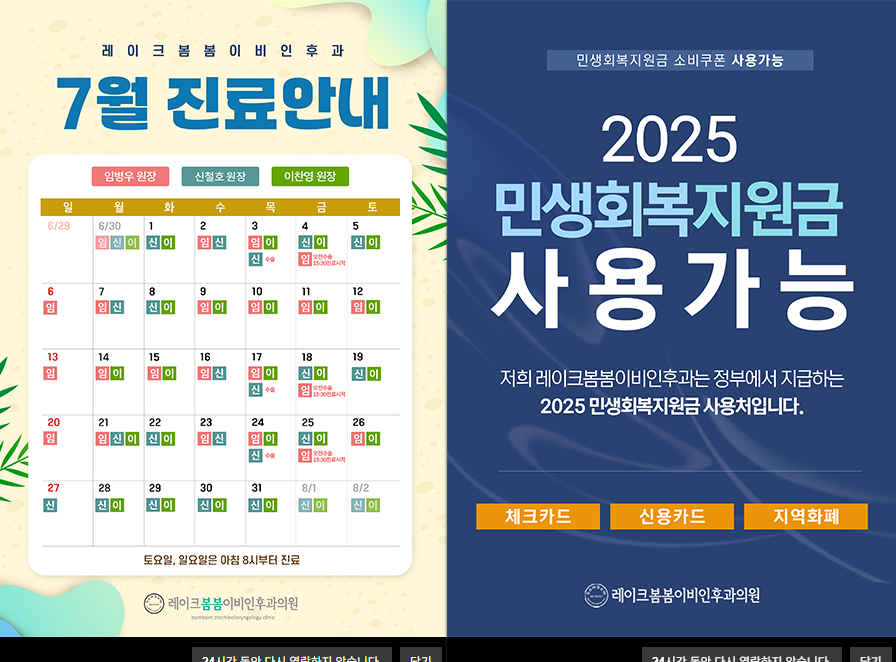 레이크봄봄이비인후과
7월 진료안내
임병우 원장 신철호 원장 이찬영 원장
일 월 화 수 목 금 토
6/29 6/30 1 2 3 4 5
임 신 이 신 이 임 신 임 이 신 이 신 이
신 수술 임 오전수술 15:30진료시작
6 7 8 9 10 11 12
임 임 신 신 이 임 이 임 이 임 이 임 이
13 14 15 16 17 18 19
임 임 이 임 이 임 신 임 이 신 이 신 이
신 수술 임 오전수술 15:30진료시작
20 21 22 23 24 25 26
임 임 신 이 신 이 임 신 임 이 신 이 임 이
신 수술 임 오전수술 15:30진료시작
27 28 29 30 31 8/1 8/2
신 신 이 신 이 신 이 신 이 신 이 신 이
토요일, 일요일은 아침 8시부터 진료
레이크봄봄이비인후과의원
bombom otorhinolaryngology clinic
24시간 동안 다시 열람하지 않습니다. 닫기
민생회복지원금 소비쿠폰 사용가능
2025
민생회복지원금
사용가능
저희 레이크봄봄이비인후과는 정부에서 지급하는
2025 민생회복지원금 사용처입니다.
체크카드 신용카드 지역화폐
레이크봄봄이비인후과의원
24시간 동안 다시 열람하지 않습니다. 닫기